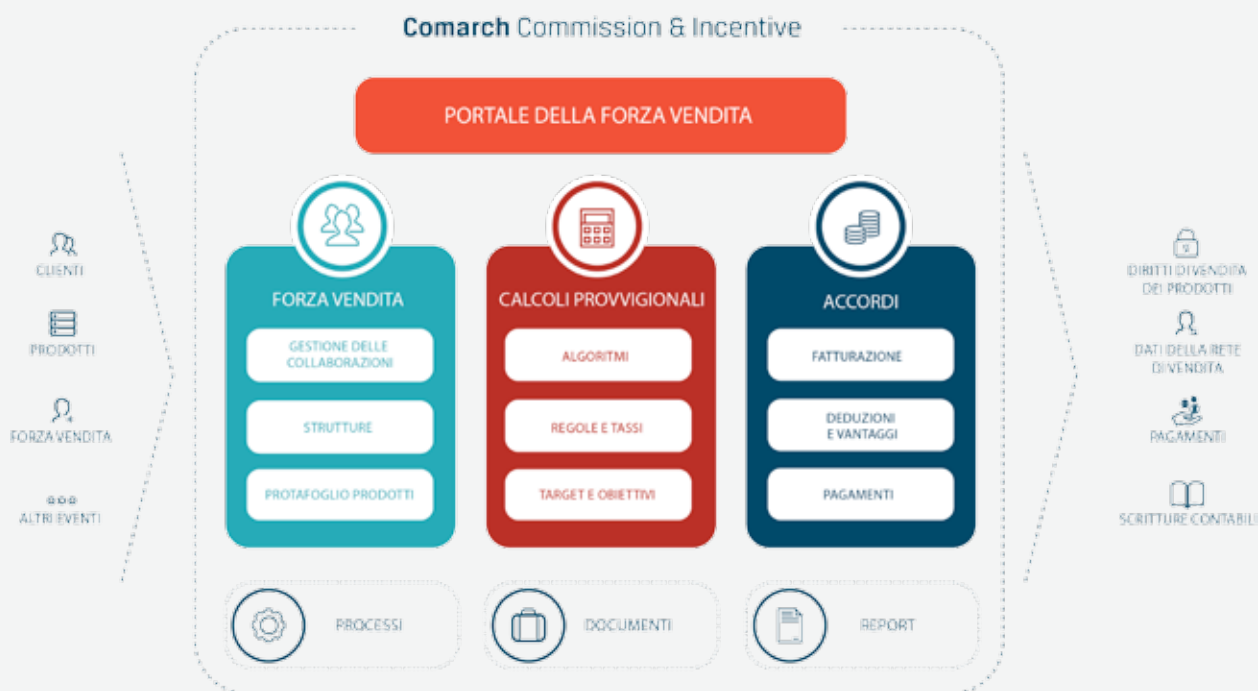 Comarch Commission & Incentive
PORTALE DELLA FORZA VENDITA
CLIENTI
PRODOTTI
FORZA VENDITA
ALTRI EVENTI
FORZA VENDITA
GESTIONE DELLE
COLLABORAZIONI
STRUTTURE
PROTAFOGLIO PRODOTTI
CALCOLI PROVVIGIONALI
ALGORITMI
REGOLE E TASSI
TARGET E OBIETTIVI
ACCORDI
FATTURAZIONE
DEDUZIONI
E VANTAGGI
PAGAMENTI
DIRITTI DI VENDITA
DEI PRODOTTI
DATI DELLA RETE
DI VENDITA
PAGAMENTI
SCRITTURE CONTABILI
PROCESSI
DOCUMENTI
REPORT